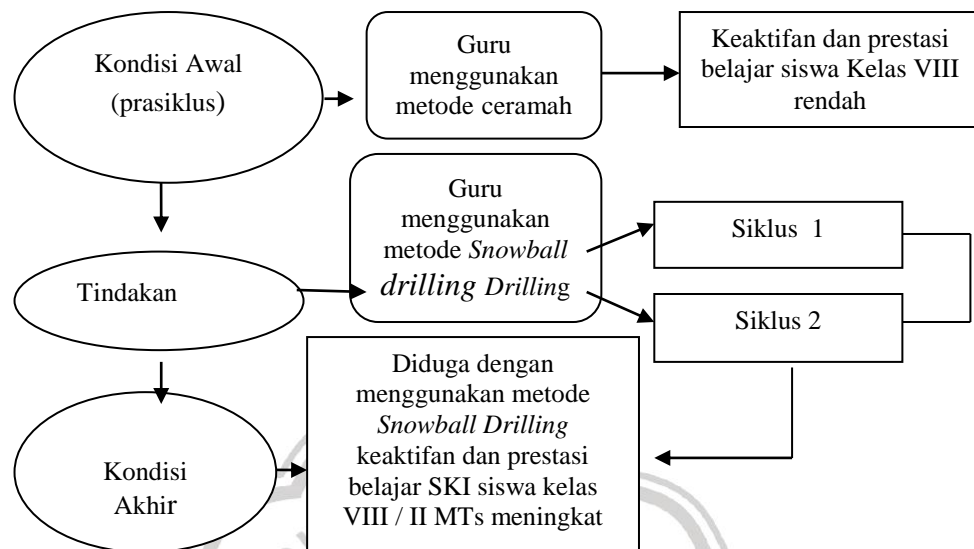 Kondisi Awal
(prasiklus)
Guru
menggunakan
metode ceramah
Keaktifan dan prestasi
belajar siswa Kelas VIII
rendah
Tindakan
Guru
menggunakan
metode Snowball
drilling Drilling
Siklus 1
Siklus 2
Kondisi
Akhir
Diduga dengan
menggunakan metode
Snowball Drilling
keaktifan dan prestasi
belajar SKI siswa kelas
VIII / II MTs meningkat